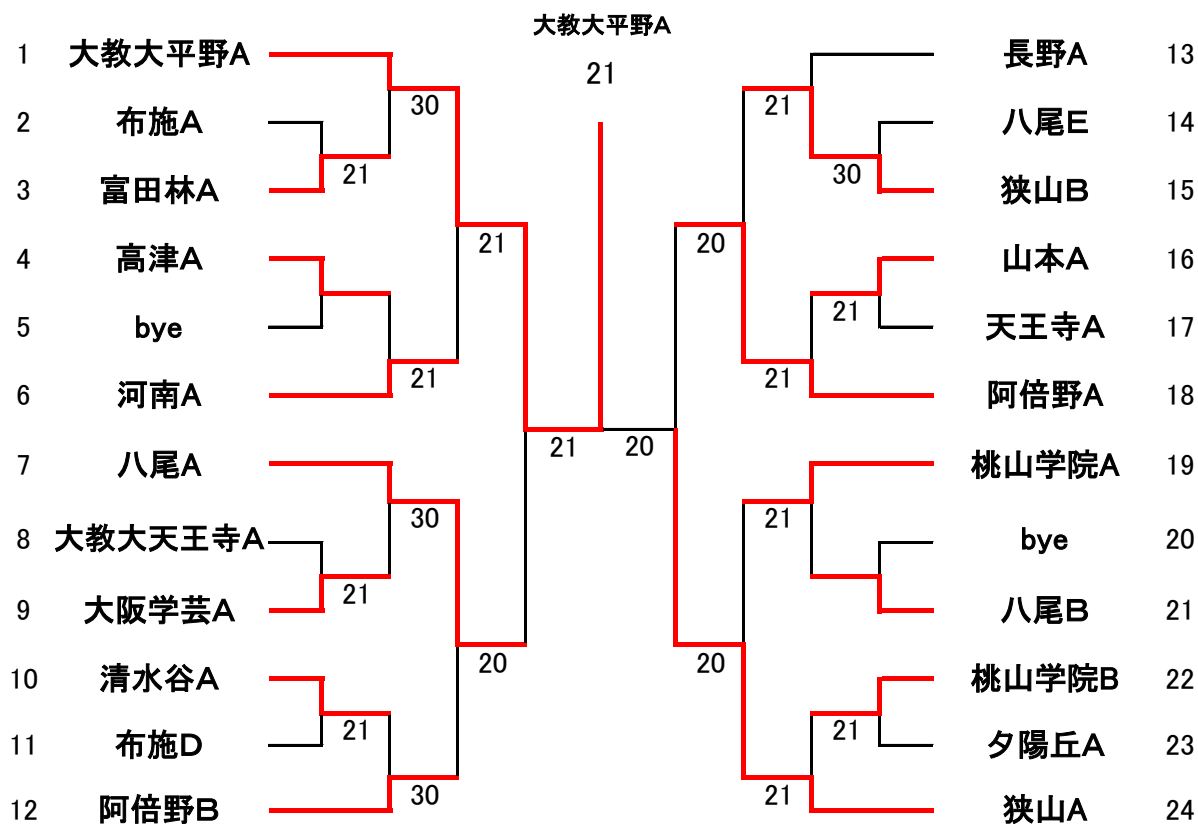 大教大平野A
21
1 大教大平野A
2 布施A
3 富田林A
4 高津A
5 bye
6 河南A
7 八尾A
8 大教大天王寺A
9 大阪学芸A
10 清水谷A
11 布施D
12 阿倍野B
30
21
21
30
21
21
30
21
20
21
20
20
20
21
21
21
21
30
21
21
長野A 13
八尾E 14
狭山B 15
山本A 16
天王寺A 17
阿倍野A 18
桃山学院A 19
bye 20
八尾B 21
桃山学院B 22
夕陽丘A 23
狭山A 24